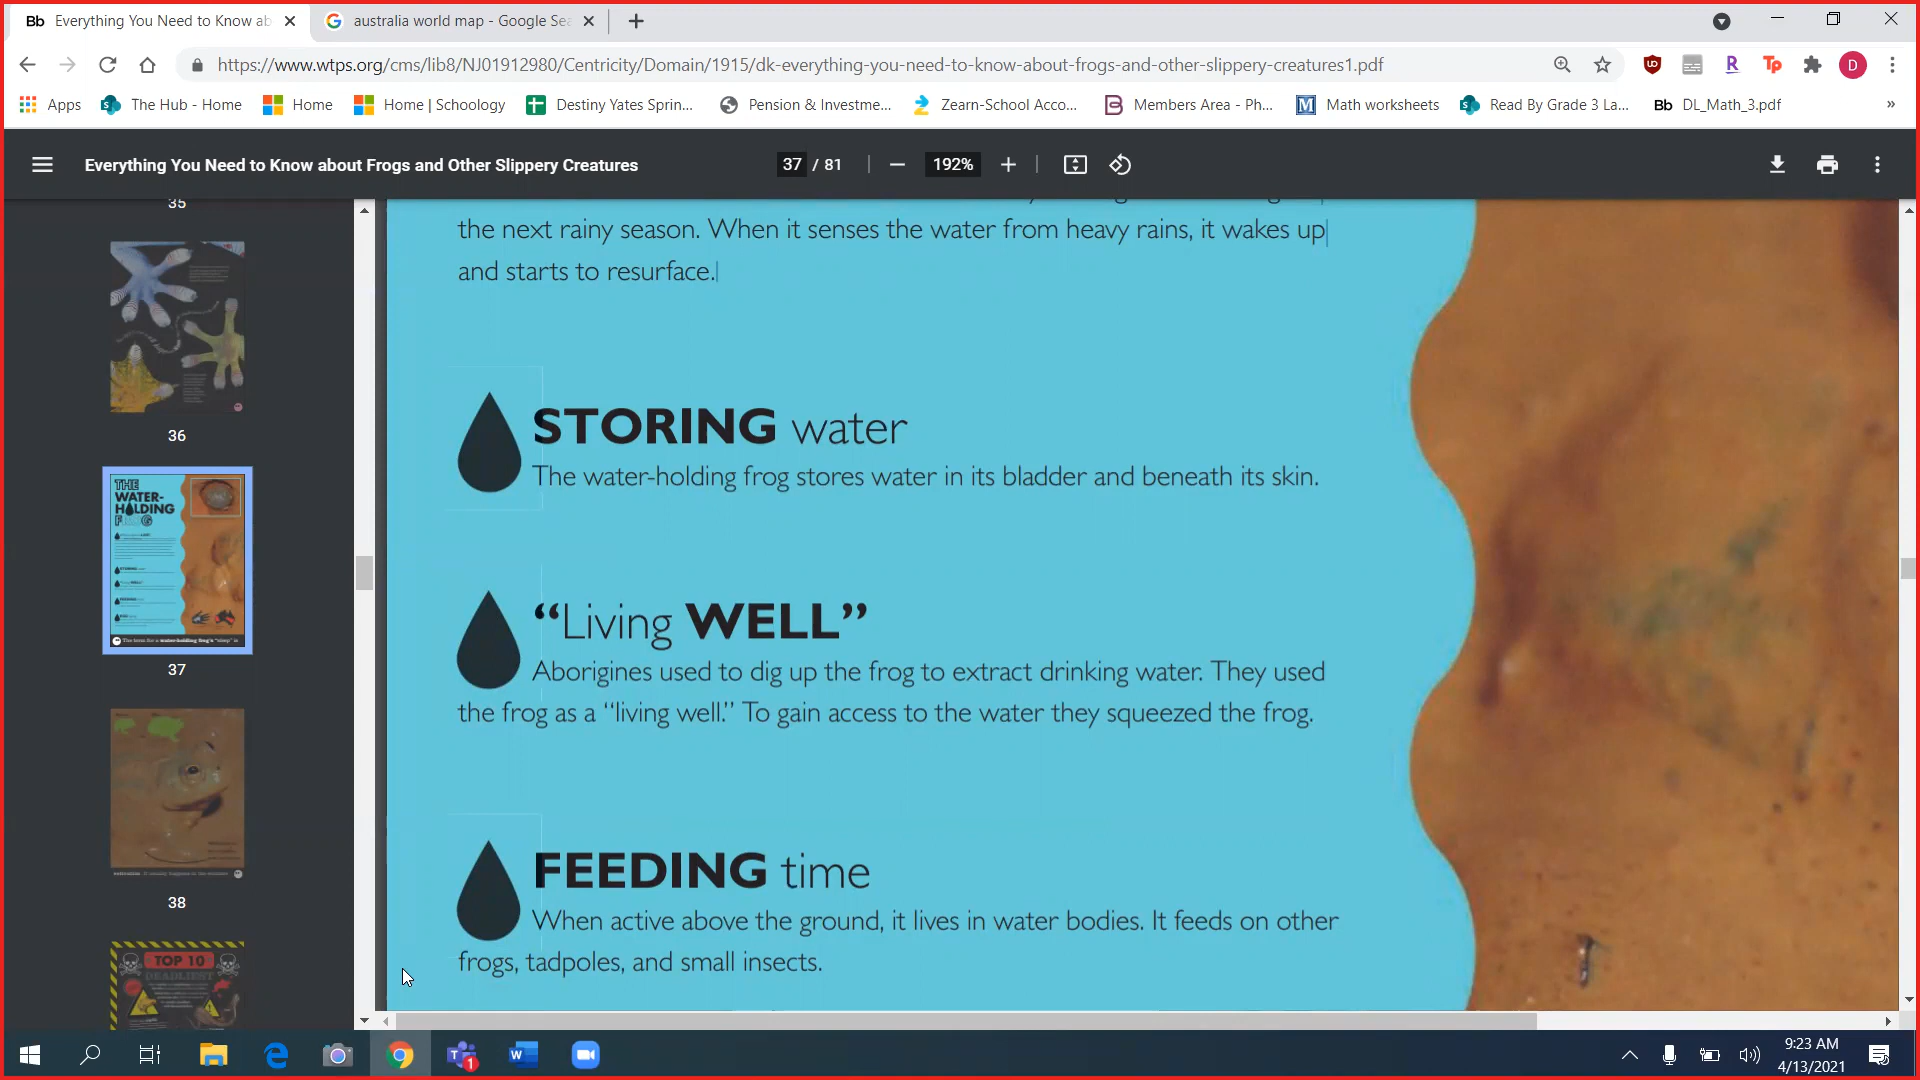 Everything You Need to Know ab
australia world map - Google Sea
https://www.wtps.org/cms/lib8/NJ01912980/Centricity/Domain/1915/dk-everything-you-need-to-know-about-frogs-and-other-slippery-creatures1.pdf
Apps
The Hub - Home
Home
Home | Schoology
Destiny Yates Sprin...
Pension & Investme...
Zearn-School Acco...
Members Area - Ph...
Math worksheets
Read By Grade 3 La...
DL_Math_3.pdf
Everything You Need to Know about Frogs and Other Slippery Creatures
37 / 81
192%
35
36
THE
WATER-
HOLDING
FROG
37
38
TOP 10
DEADLIEST
the next rainy season. When it senses the water from heavy rains, it wakes up
and starts to resurface.
STORING water
The water-holding frog stores water in its bladder and beneath its skin.
“Living WELL”
Aborigines used to dig up the frog to extract drinking water. They used
the frog as a “living well.” To gain access to the water they squeezed the frog.
FEEDING time
When active above the ground, it lives in water bodies. It feeds on other
frogs, tadpoles, and small insects.
9:23 AM
4/13/2021